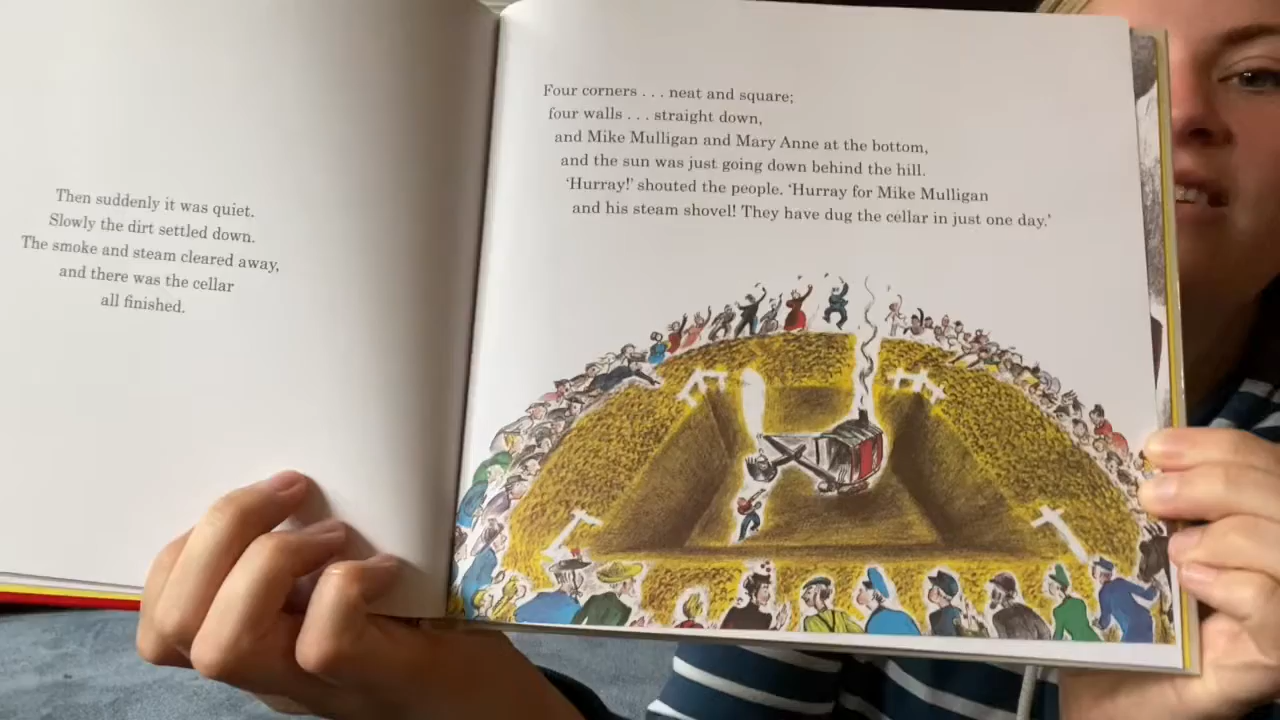 Then suddenly it was quiet.
Slowly the dirt settled down.
The smoke and steam cleared away,
and there was the cellar
all finished.
Four corners . . . neat and square;
four walls . . . straight down,
and Mike Mulligan and Mary Anne at the bottom,
and the sun was just going down behind the hill.
‘Hurray!’ shouted the people. ‘Hurray for Mike Mulligan
and his steam shovel! They have dug the cellar in just one day.’